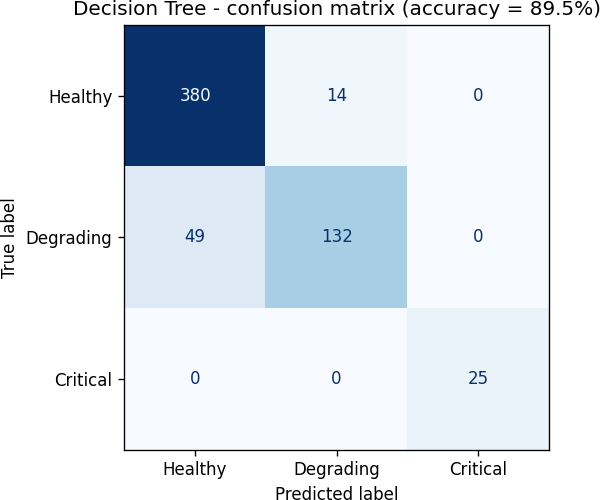 Decision Tree - confusion matrix (accuracy = 89.5%)
Healthy 380 14 0
Degrading 49 132 0
Critical 0 0 25
Healthy Degrading Critical
Predicted label
True label